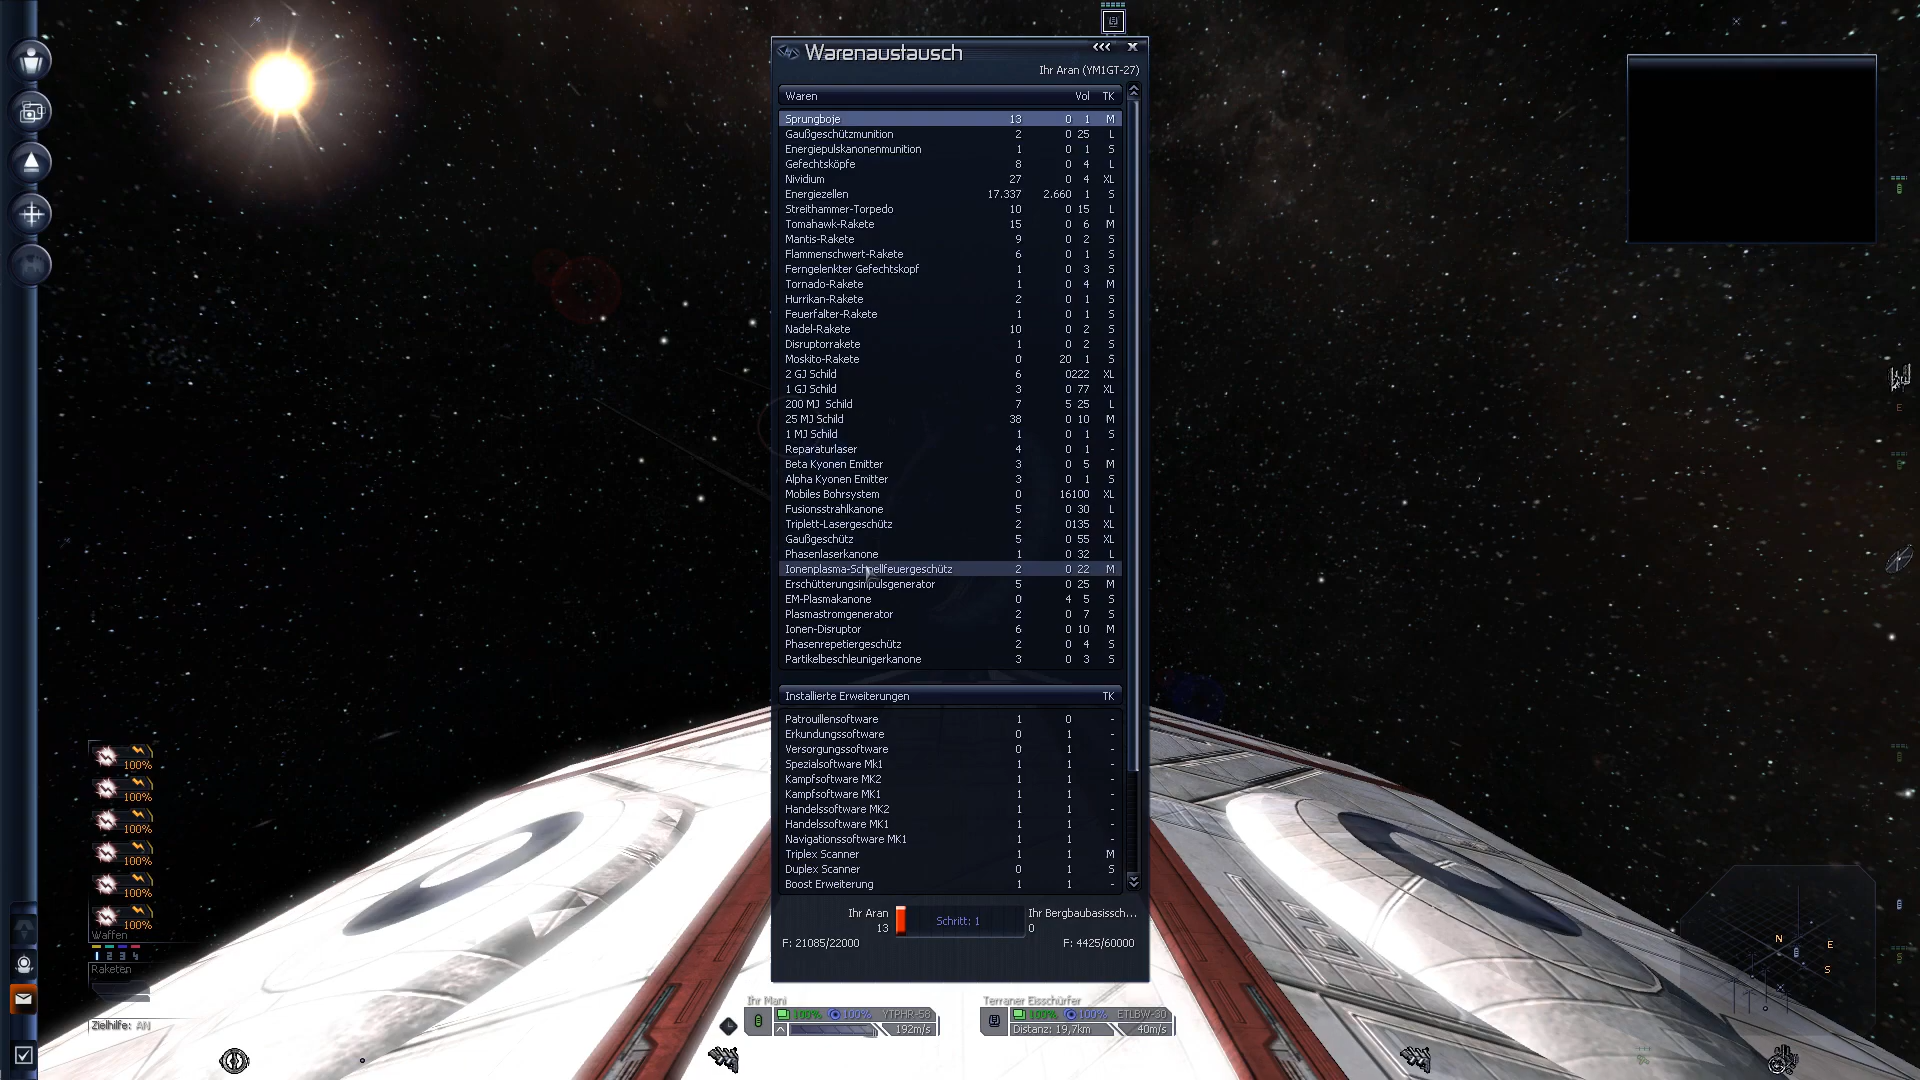 Warenaustausch
Ihr Aran (YM1GT-27)
Waren Vol TK
Sprungboje 13 0 1 M
Gaußgeschützmunition 2 0 25 L
Energiepulskanonenmunition 1 0 1 S
Gefechtsköpfe 8 0 4 L
Nividium 27 0 4 XL
Energiezellen 17.337 2.660 1 S
Streithammer-Torpedo 10 0 15 L
Tomahawk-Rakete 15 0 6 M
Mantis-Rakete 9 0 2 S
Flammenschwert-Rakete 6 0 1 S
Ferngelenkter Gefechtskopf 1 0 3 S
Tornado-Rakete 1 0 4 M
Hurrikan-Rakete 2 0 1 S
Feuerfalter-Rakete 1 0 1 S
Nadel-Rakete 10 0 2 S
Disruptorrakete 1 0 2 S
Moskito-Rakete 0 20 1 S
2 GJ Schild 6 0222 XL
1 GJ Schild 3 0 77 XL
200 MJ Schild 7 5 25 L
25 MJ Schild 38 0 10 M
1 MJ Schild 1 0 1 S
Reparaturlaser 4 0 1 -
Beta Kyonen Emitter 3 0 5 M
Alpha Kyonen Emitter 3 0 1 S
Mobiles Bohrsystem 0 16100 XL
Fusionsstrahlkanone 5 0 30 L
Triplett-Lasergeschütz 2 0135 XL
Gaußgeschütz 5 0 55 XL
Phasenlaserkanone 1 0 32 L
Ionenplasma-Schnellfeuergeschütz 2 0 22 M
Erschütterungsimpulsgenerator 5 0 25 M
EM-Plasmakanone 0 4 5 S
Plasmastromgenerator 2 0 7 S
Ionen-Disruptor 6 0 10 M
Phasenrepetiergeschütz 2 0 4 S
Partikelbeschleunigerkanone 3 0 3 S
Installierte Erweiterungen TK
Patrouillensoftware 1 0 -
Erkundungssoftware 0 1 -
Versorgungssoftware 0 1 -
Spezialsoftware Mk1 1 1 -
Kampfsoftware MK2 1 1 -
Kampfsoftware MK1 1 1 -
Handelssoftware MK2 1 1 -
Handelssoftware MK1 1 1 -
Navigationssoftware MK1 1 1 -
Triplex Scanner 1 1 M
Duplex Scanner 0 1 S
Boost Erweiterung 1 1 -
Ihr Aran Schritt: 1 Ihr Bergbaubasissch...
13 0
F: 21085/22000 F: 4425/60000
100%
100%
100%
100%
100%
100%
Waffen
1 2 3 4
Raketen
Zielhilfe: AN
Ihr Mani
100% 100% YTPHR-58
192m/s
Terraner Eisschürfer
100% 100% ETLBW-30
Distanz: 19,7km 40m/s
N
E
S
E